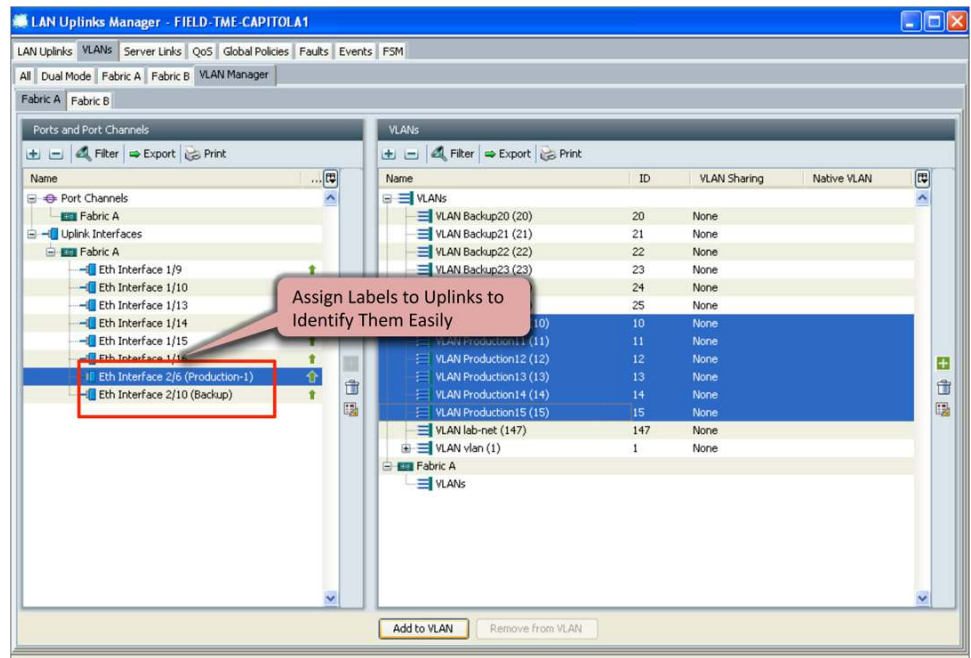 LAN Uplinks Manager - FIELD-TME-CAPITOLA1
LAN Uplinks VLANs Server Links QoS Global Policies Faults Events FSM
All Dual Mode Fabric A Fabric B VLAN Manager
Fabric A Fabric B
Ports and Port Channels
Filter Export Print
Name ...
Port Channels
Fabric A
Uplink Interfaces
Fabric A
Eth Interface 1/9
Eth Interface 1/10
Eth Interface 1/13
Eth Interface 1/14
Eth Interface 1/15
Eth Interface 1/16
Eth Interface 2/6 (Production-1)
Eth Interface 2/10 (Backup)
Assign Labels to Uplinks to
Identify Them Easily
VLANs
Filter Export Print
Name ID VLAN Sharing Native VLAN
VLANs
VLAN Backup20 (20) 20 None
VLAN Backup21 (21) 21 None
VLAN Backup22 (22) 22 None
VLAN Backup23 (23) 23 None
24 None
25 None
10) 10 None
VLAN Production11 (11) 11 None
VLAN Production12 (12) 12 None
VLAN Production13 (13) 13 None
VLAN Production14 (14) 14 None
VLAN Production15 (15) 15 None
VLAN lab-net (147) 147 None
VLAN vlan (1) 1 None
Fabric A
VLANs
Add to VLAN Remove from VLAN